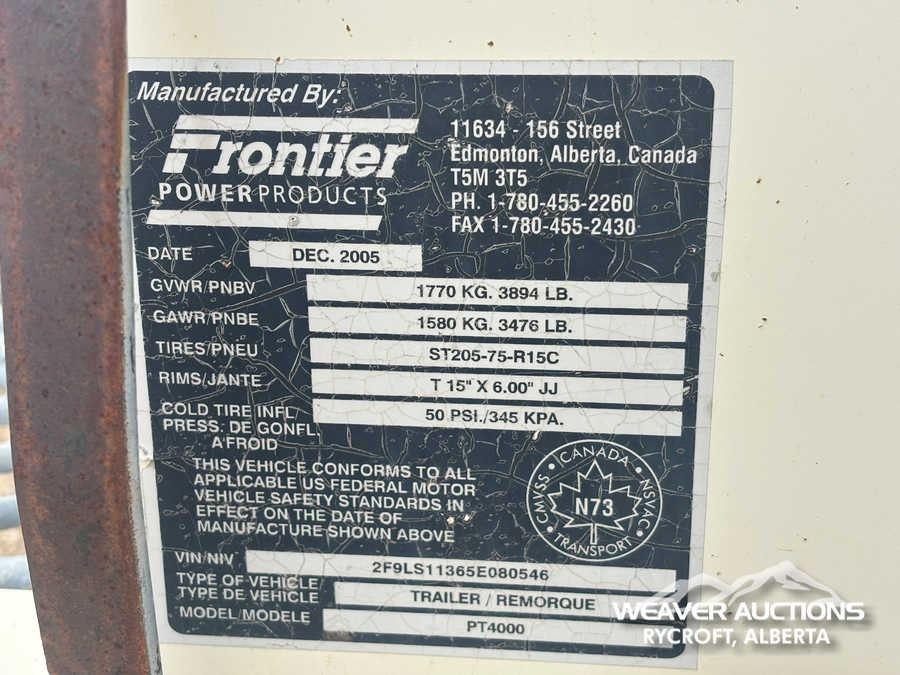 Manufactured By:
Frontier
POWER PRODUCTS
11634 - 156 Street
Edmonton, Alberta, Canada
T5M 3T5
PH. 1-780-455-2260
FAX 1-780-455-2430
DATE DEC. 2005
GVWR/PNBV 1770 KG. 3894 LB.
GAWR/PNBE 1580 KG. 3476 LB.
TIRES/PNEU ST205-75-R15C
RIMS/JANTE T 15" X 6.00" JJ
COLD TIRE INFL. 50 PSI./345 KPA.
PRESS. DE GONFL.
A FROID
THIS VEHICLE CONFORMS TO ALL
APPLICABLE US FEDERAL MOTOR
VEHICLE SAFETY STANDARDS IN
EFFECT ON THE DATE OF
MANUFACTURE SHOWN ABOVE
CANADA
CMVSS
NSVAC
N73
TRANSPORT
VIN/NIV 2F9LS11365E080546
TYPE OF VEHICLE
TYPE DE VEHICLE TRAILER / REMORQUE
MODEL/MODELE PT4000
WEAVER AUCTIONS
RYCROFT, ALBERTA